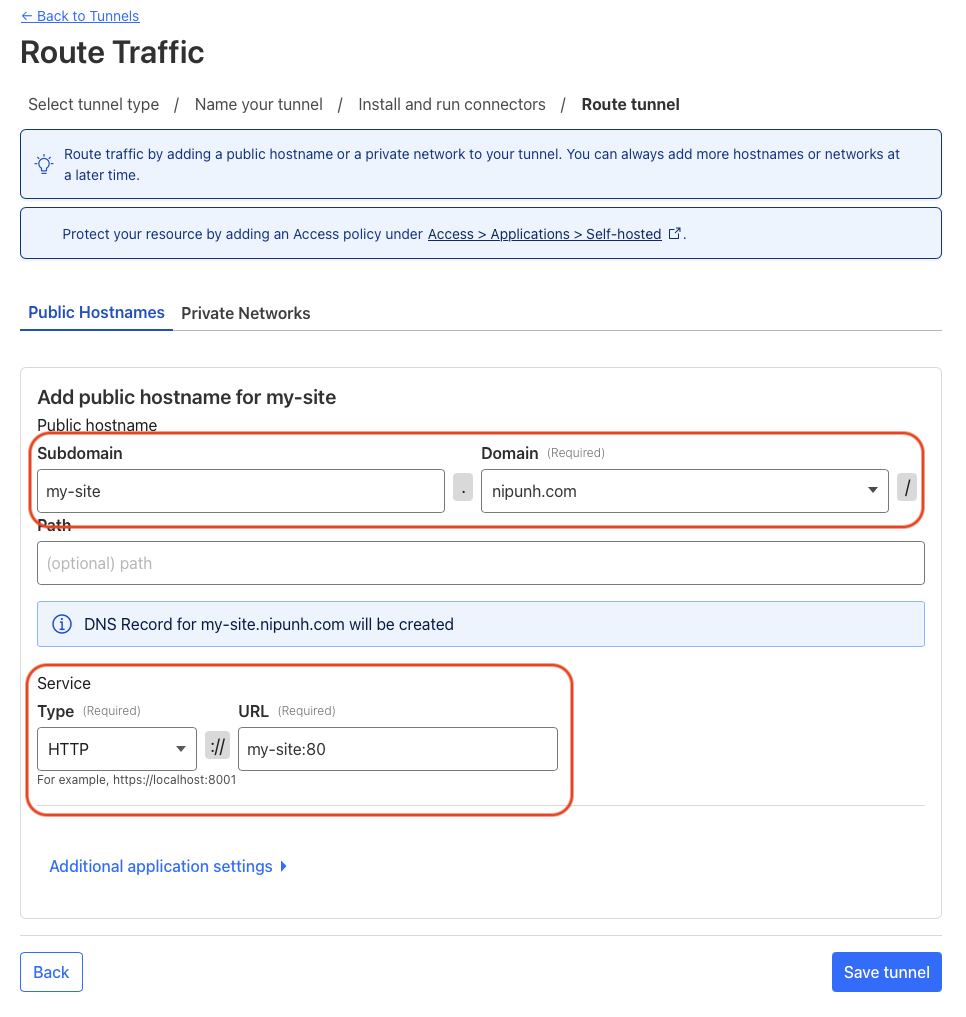 ← Back to Tunnels
Route Traffic
Select tunnel type / Name your tunnel / Install and run connectors / Route tunnel
Route traffic by adding a public hostname or a private network to your tunnel. You can always add more hostnames or networks at
a later time.
Protect your resource by adding an Access policy under Access > Applications > Self-hosted .
Public Hostnames Private Networks
Add public hostname for my-site
Public hostname
Subdomain Domain (Required)
my-site . nipunh.com /
Path
(optional) path
DNS Record for my-site.nipunh.com will be created
Service
Type (Required) URL (Required)
HTTP :// my-site:80
For example, https://localhost:8001
Additional application settings
Back Save tunnel